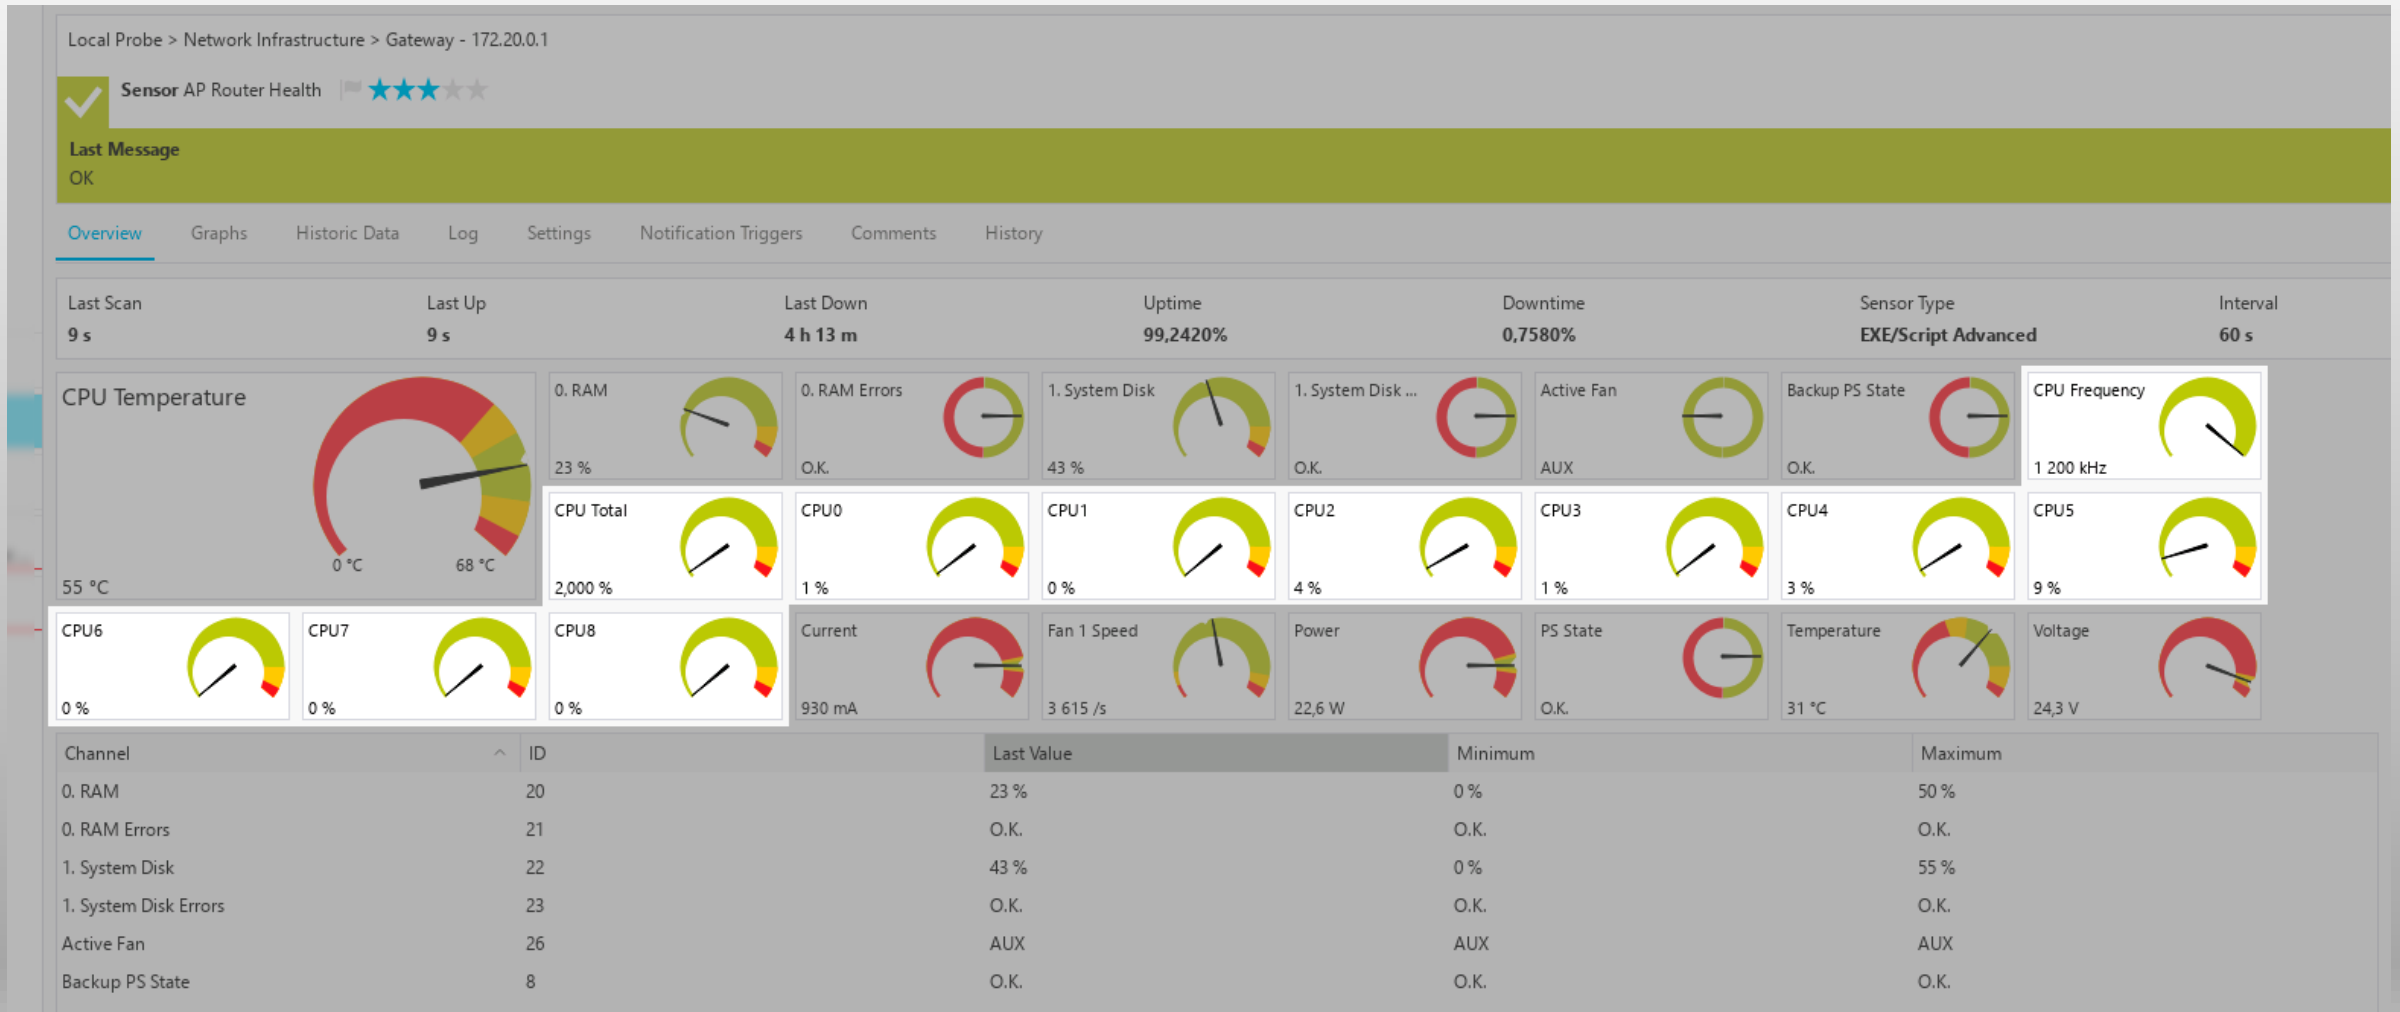 Local Probe > Network Infrastructure > Gateway - 172.20.0.1
Sensor AP Router Health
Last Message
OK
Overview Graphs Historic Data Log Settings Notification Triggers Comments History
Last Scan Last Up Last Down Uptime Downtime Sensor Type Interval
9 s 9 s 4 h 13 m 99,2420% 0,7580% EXE/Script Advanced 60 s
CPU Temperature
0 °C 68 °C
55 °C
0. RAM
23 %
0. RAM Errors
O.K.
1. System Disk
43 %
1. System Disk ...
O.K.
Active Fan
AUX
Backup PS State
O.K.
CPU Frequency
1 200 kHz
CPU Total
2,000 %
CPU0
1 %
CPU1
0 %
CPU2
4 %
CPU3
1 %
CPU4
3 %
CPU5
9 %
CPU6
0 %
CPU7
0 %
CPU8
0 %
Current
930 mA
Fan 1 Speed
3 615 /s
Power
22,6 W
PS State
O.K.
Temperature
31 °C
Voltage
24,3 V
Channel ID Last Value Minimum Maximum
0. RAM 20 23 % 0 % 50 %
0. RAM Errors 21 O.K. O.K. O.K.
1. System Disk 22 43 % 0 % 55 %
1. System Disk Errors 23 O.K. O.K. O.K.
Active Fan 26 AUX AUX AUX
Backup PS State 8 O.K. O.K. O.K.